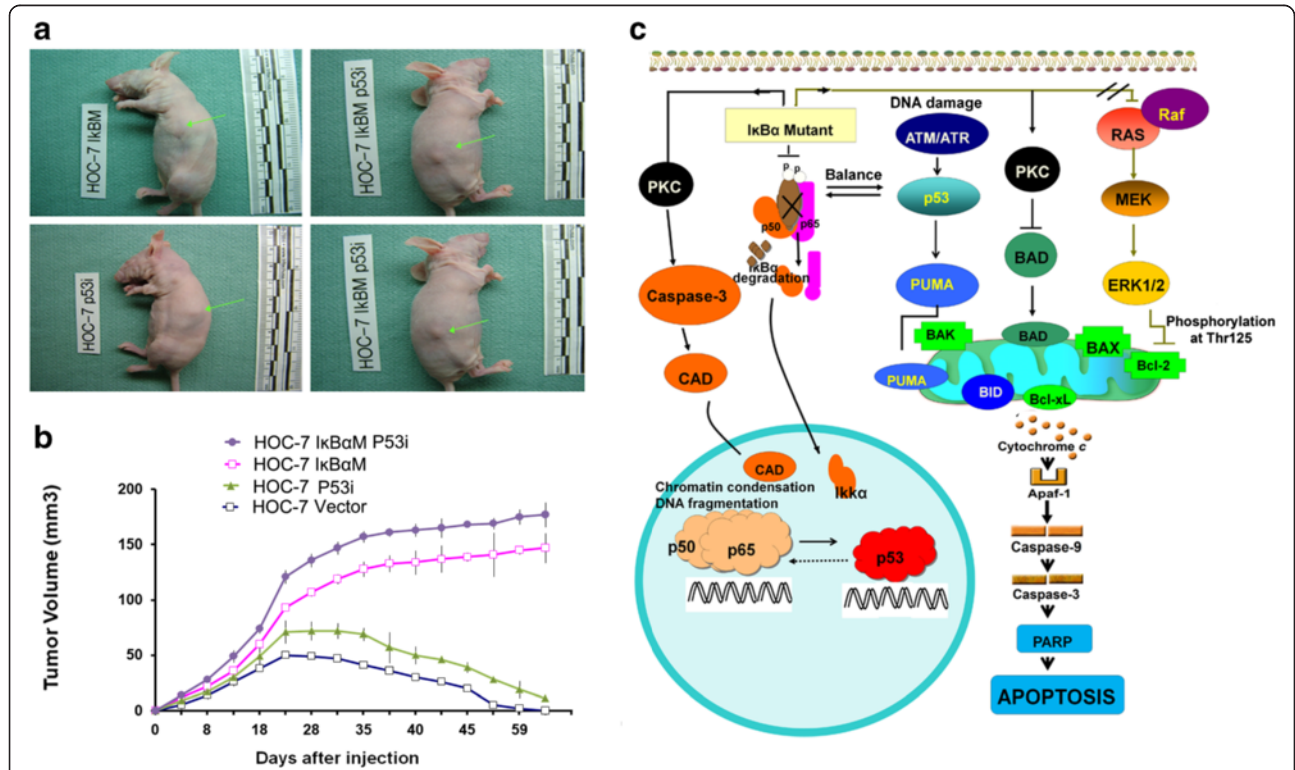 a
HOC-7 IκBM
HOC-7 IκBM p53i
HOC-7 p53i
HOC-7 IκBM p53i
b
HOC-7 IκBαM P53i
HOC-7 IκBαM
HOC-7 P53i
HOC-7 Vector
Tumor Volume (mm3)
200
150
100
50
0
0 8 18 28 35 40 45 59
Days after injection
c
IκBα Mutant
DNA damage
ATM/ATR
Raf
RAS
PKC
p p
Balance
p50 p65
p53
PKC
MEK
IκBα
degradation
Caspase-3
PUMA
BAD
ERK1/2
Phosphorylation
at Thr125
BAK
BAD
BAX
Bcl-2
CAD
PUMA
BID
Bcl-xL
Cytochrome c
CAD
Ikkα
Chromatin condensation
DNA fragmentation
Apaf-1
p50
p65
p53
Caspase-9
Caspase-3
PARP
APOPTOSIS